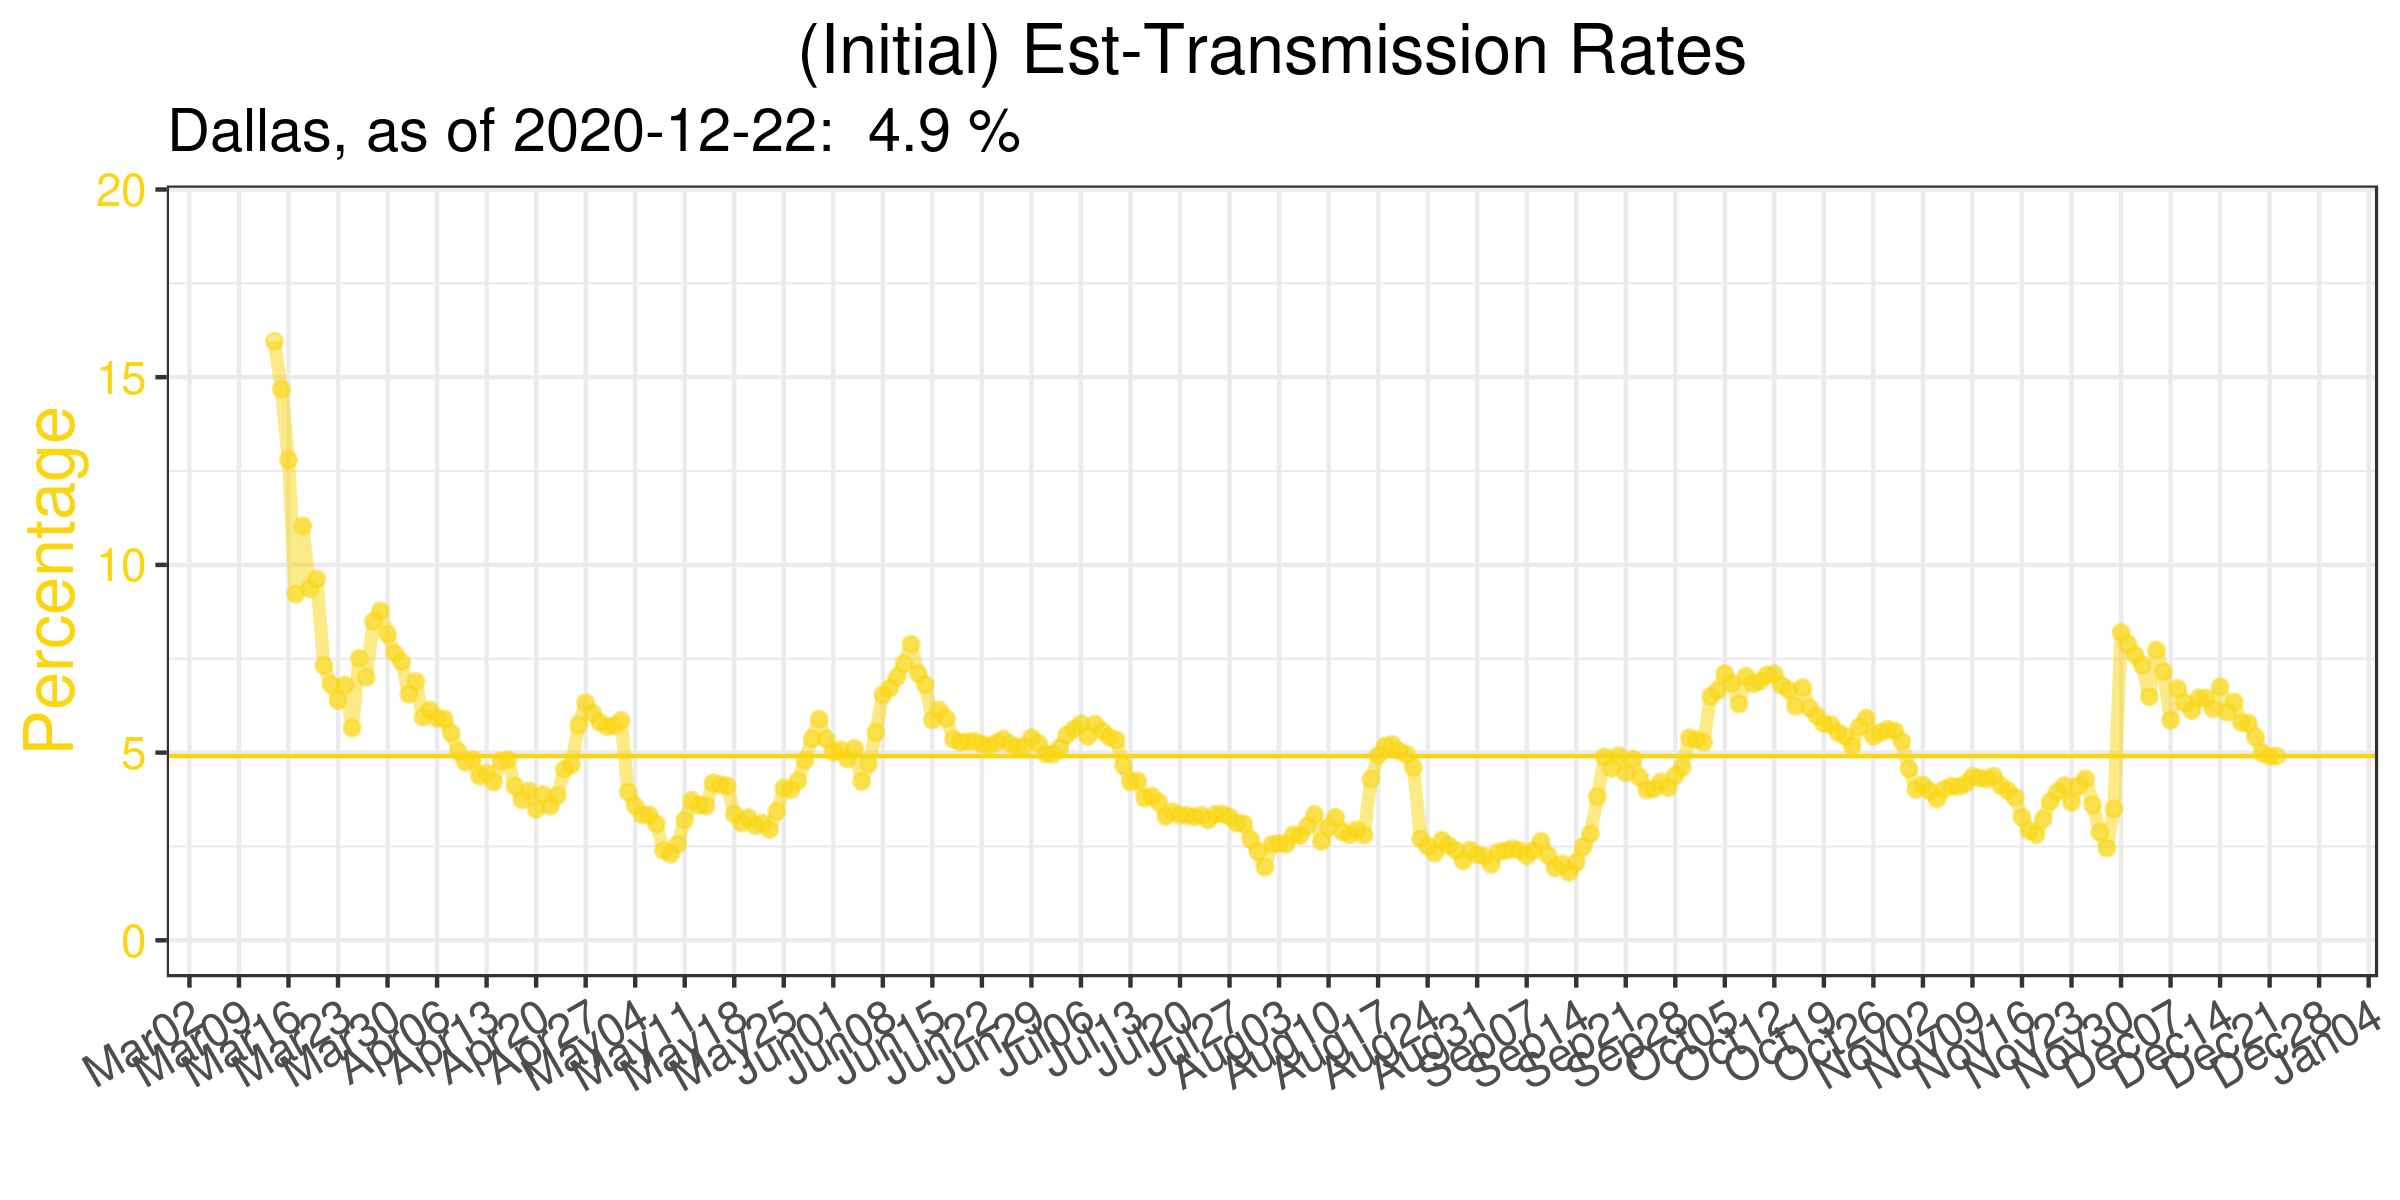 (Initial) Est-Transmission Rates
Dallas, as of 2020-12-22:  4.9 %
Percentage
20
15
10
5
0
Mar02
Mar09
Mar16
Mar23
Mar30
Apr06
Apr13
Apr20
Apr27
May04
May11
May18
May25
Jun01
Jun08
Jun15
Jun22
Jun29
Jul06
Jul13
Jul20
Jul27
Aug03
Aug10
Aug17
Aug24
Aug31
Sep07
Sep14
Sep21
Sep28
Oct05
Oct12
Oct19
Oct26
Nov02
Nov09
Nov16
Nov23
Nov30
Dec07
Dec14
Dec21
Dec28
Jan04